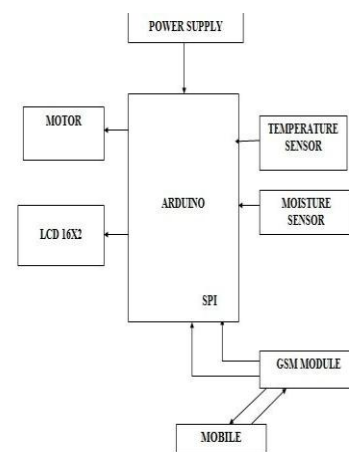 POWER SUPPLY
MOTOR
TEMPERATURE
SENSOR
ARDUINO
MOISTURE
SENSOR
LCD 16X2
SPI
GSM MODULE
MOBILE